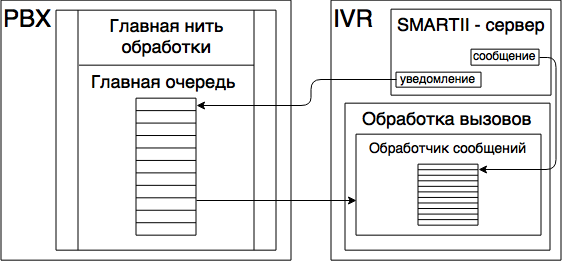 PBX
Главная нить
обработки
Главная очередь
IVR
SMARTII - сервер
сообщение
уведомление
Обработка вызовов
Обработчик сообщений